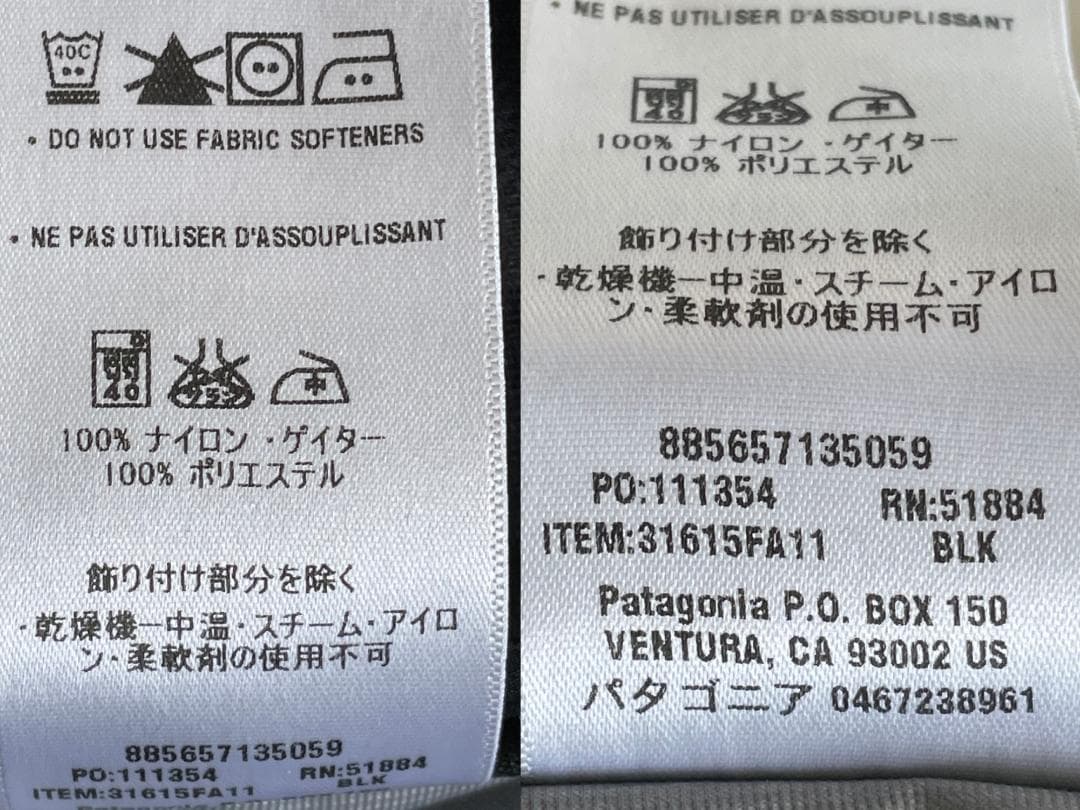 40C
• DO NOT USE FABRIC SOFTENERS
• NE PAS UTILISER D'ASSOUPLISSANT
40
中
100% ナイロン ・ゲイター
100% ポリエステル
飾り付け部分を除く
・乾燥機ー中温・スチーム・アイロ
ン・柔軟剤の使用不可
885657135059
PO:111354 RN:51884
ITEM:31615FA11 BLK
• NE PAS UTILISER D'ASSOUPLISSANT
40
中
100% ナイロン ・ゲイター
100% ポリエステル
飾り付け部分を除く
・乾燥機ー中温・スチーム・アイロ
ン・柔軟剤の使用不可
885657135059
PO:111354 RN:51884
ITEM:31615FA11 BLK
Patagonia P.O. BOX 150
VENTURA, CA 93002 US
パタゴニア 0467238961